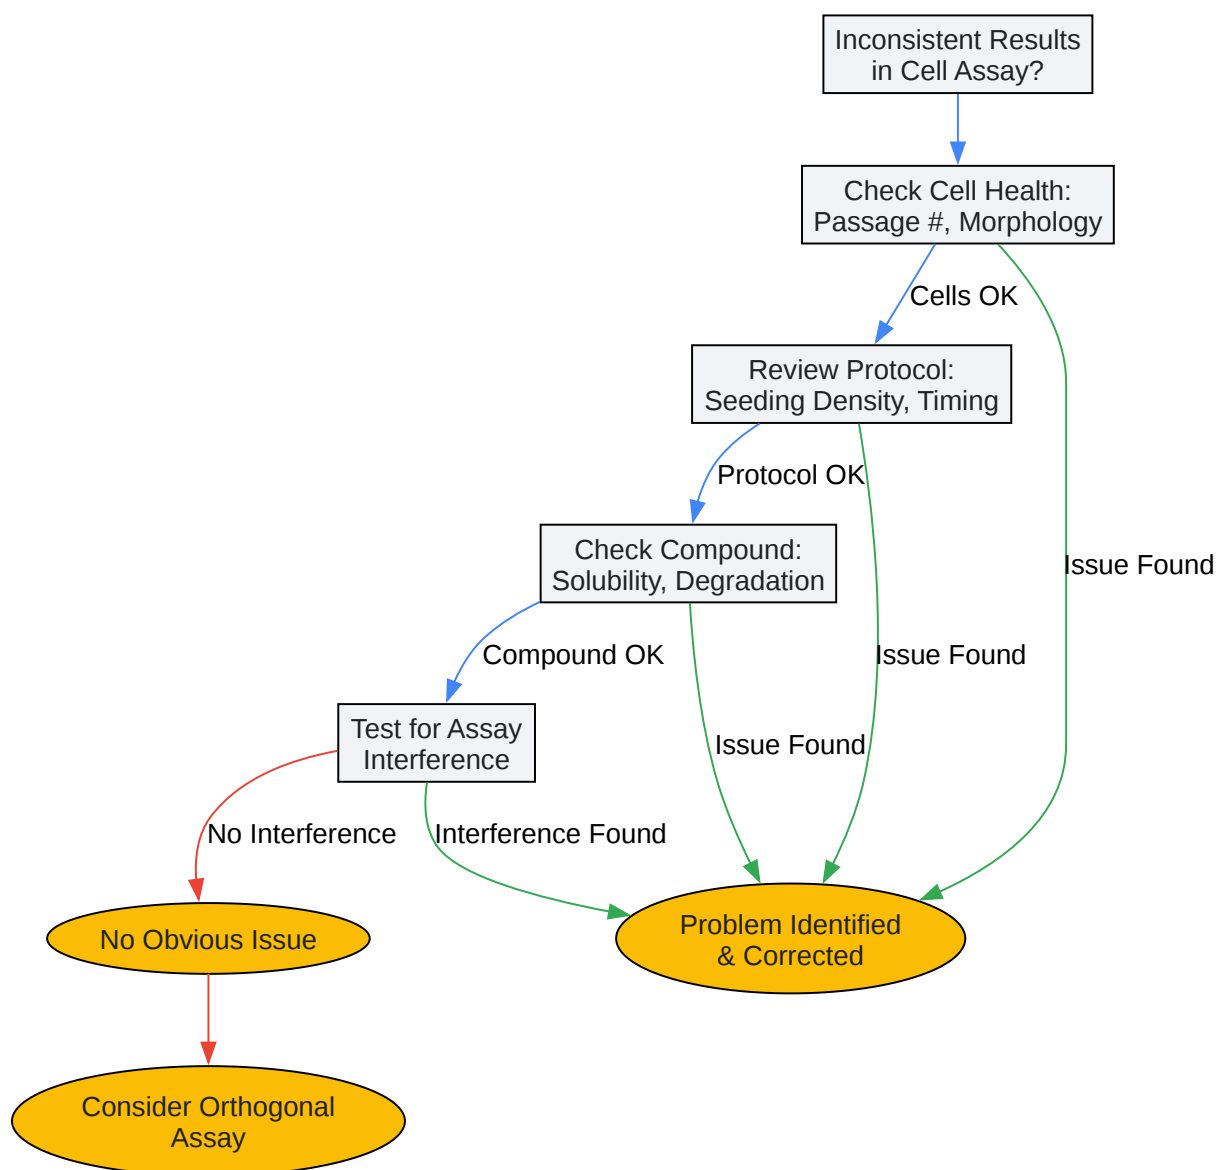 Inconsistent Results
in Cell Assay?
Check Cell Health:
Passage #, Morphology
Cells OK
Review Protocol:
Seeding Density, Timing
Protocol OK
Check Compound:
Solubility, Degradation
Issue Found
Compound OK
Issue Found
Test for Assay
Interference
Issue Found
No Interference
Interference Found
No Obvious Issue
Problem Identified
& Corrected
Consider Orthogonal
Assay